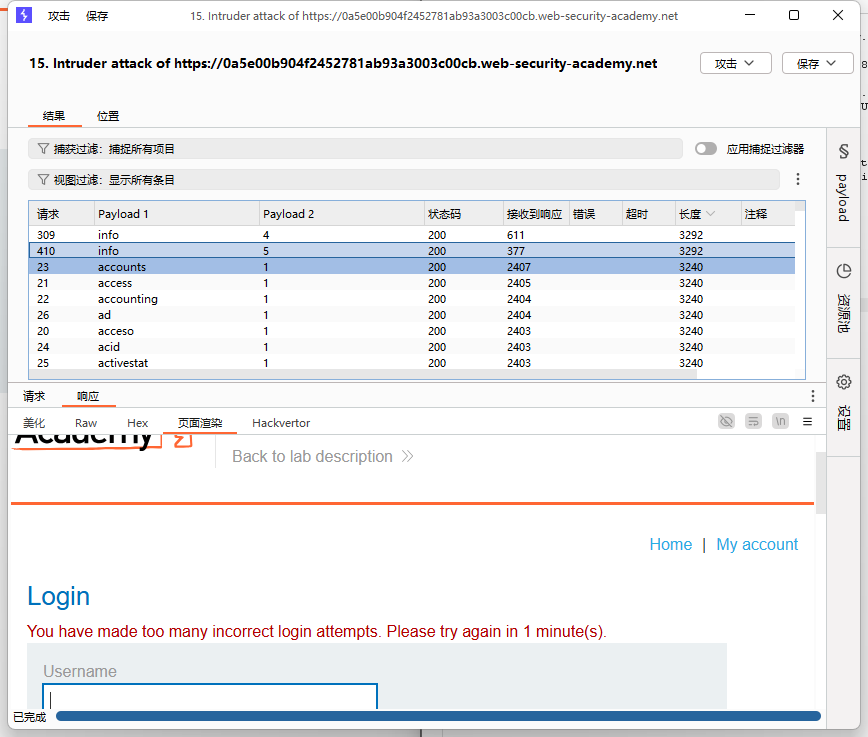 攻击 保存 15. Intruder attack of https://0a5e00b904f2452781ab93a3003c00cb.web-security-academy.net
15. Intruder attack of https://0a5e00b904f2452781ab93a3003c00cb.web-security-academy.net 攻击 保存
结果 位置
捕获过滤：捕捉所有项目 应用捕捉过滤器
视图过滤：显示所有条目
请求 Payload 1 Payload 2 状态码 接收到响应 错误 超时 长度 注释
309 info 4 200 611 3292
410 info 5 200 377 3292
23 accounts 1 200 2407 3240
21 access 1 200 2405 3240
22 accounting 1 200 2404 3240
26 ad 1 200 2404 3240
20 acceso 1 200 2403 3240
24 acid 1 200 2403 3240
25 activestat 1 200 2403 3240
请求 响应
美化 Raw Hex 页面渲染 Hackvertor
\n
Academy
Back to lab description
Home | My account
Login
You have made too many incorrect login attempts. Please try again in 1 minute(s).
Username
已完成
§ payload
资源池
设置